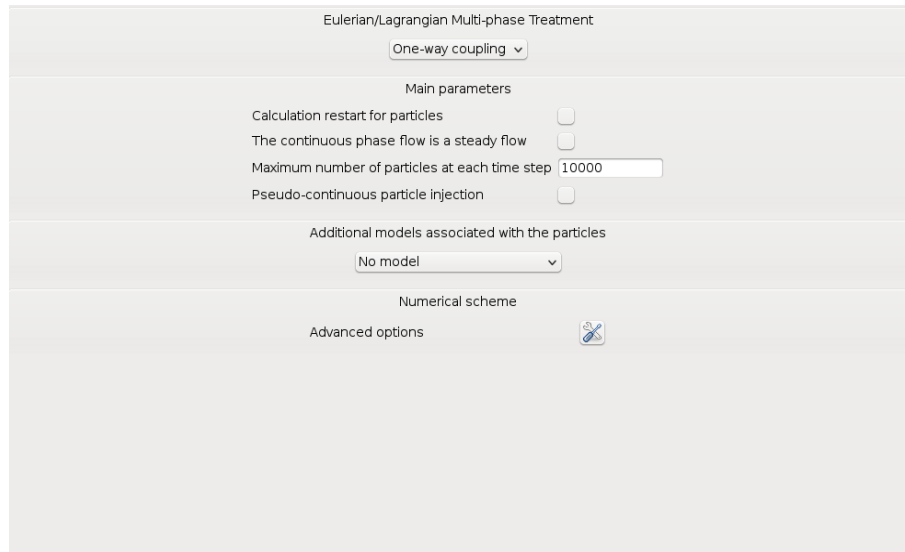 Eulerian/Lagrangian Multi-phase Treatment
One-way coupling
Main parameters
Calculation restart for particles
The continuous phase flow is a steady flow
Maximum number of particles at each time step 10000
Pseudo-continuous particle injection
Additional models associated with the particles
No model
Numerical scheme
Advanced options